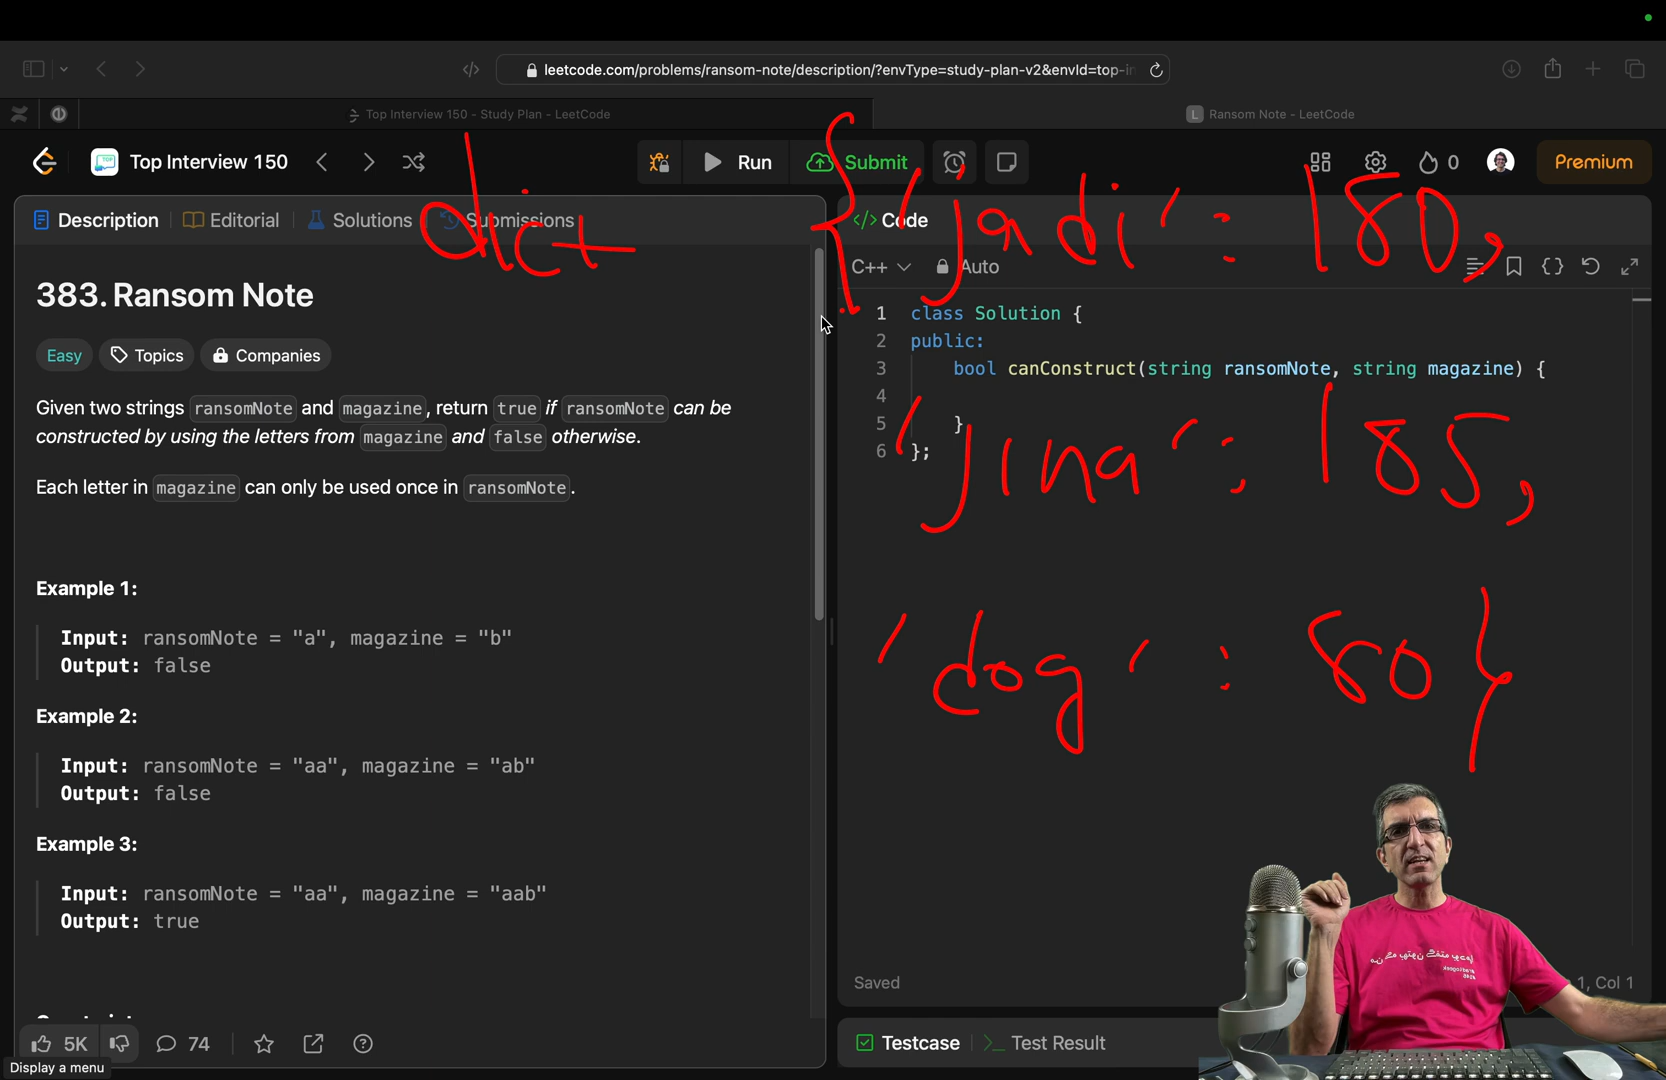 leetcode.com/problems/ransom-note/description/?envType=study-plan-v2&envId=top-in
Top Interview 150 - Study Plan - LeetCode
L Ransom Note - LeetCode
Top Interview 150
Run
Submit
0
Premium
Description
Editorial
Solutions
Submissions
dict
</> Code
{'jadi': 180,
C++
Auto
383. Ransom Note
Easy
Topics
Companies
Given two strings ransomNote and magazine, return true if ransomNote can be
constructed by using the letters from magazine and false otherwise.
Each letter in magazine can only be used once in ransomNote.
Example 1:
Input: ransomNote = "a", magazine = "b"
Output: false
Example 2:
Input: ransomNote = "aa", magazine = "ab"
Output: false
Example 3:
Input: ransomNote = "aa", magazine = "aab"
Output: true
5K
74
Display a menu
1 class Solution {
2 public:
3 bool canConstruct(string ransomNote, string magazine) {
4
5 }
6 };
'jina': 185,
'dog': 80}
Saved
1, Col 1
Testcase
Test Result